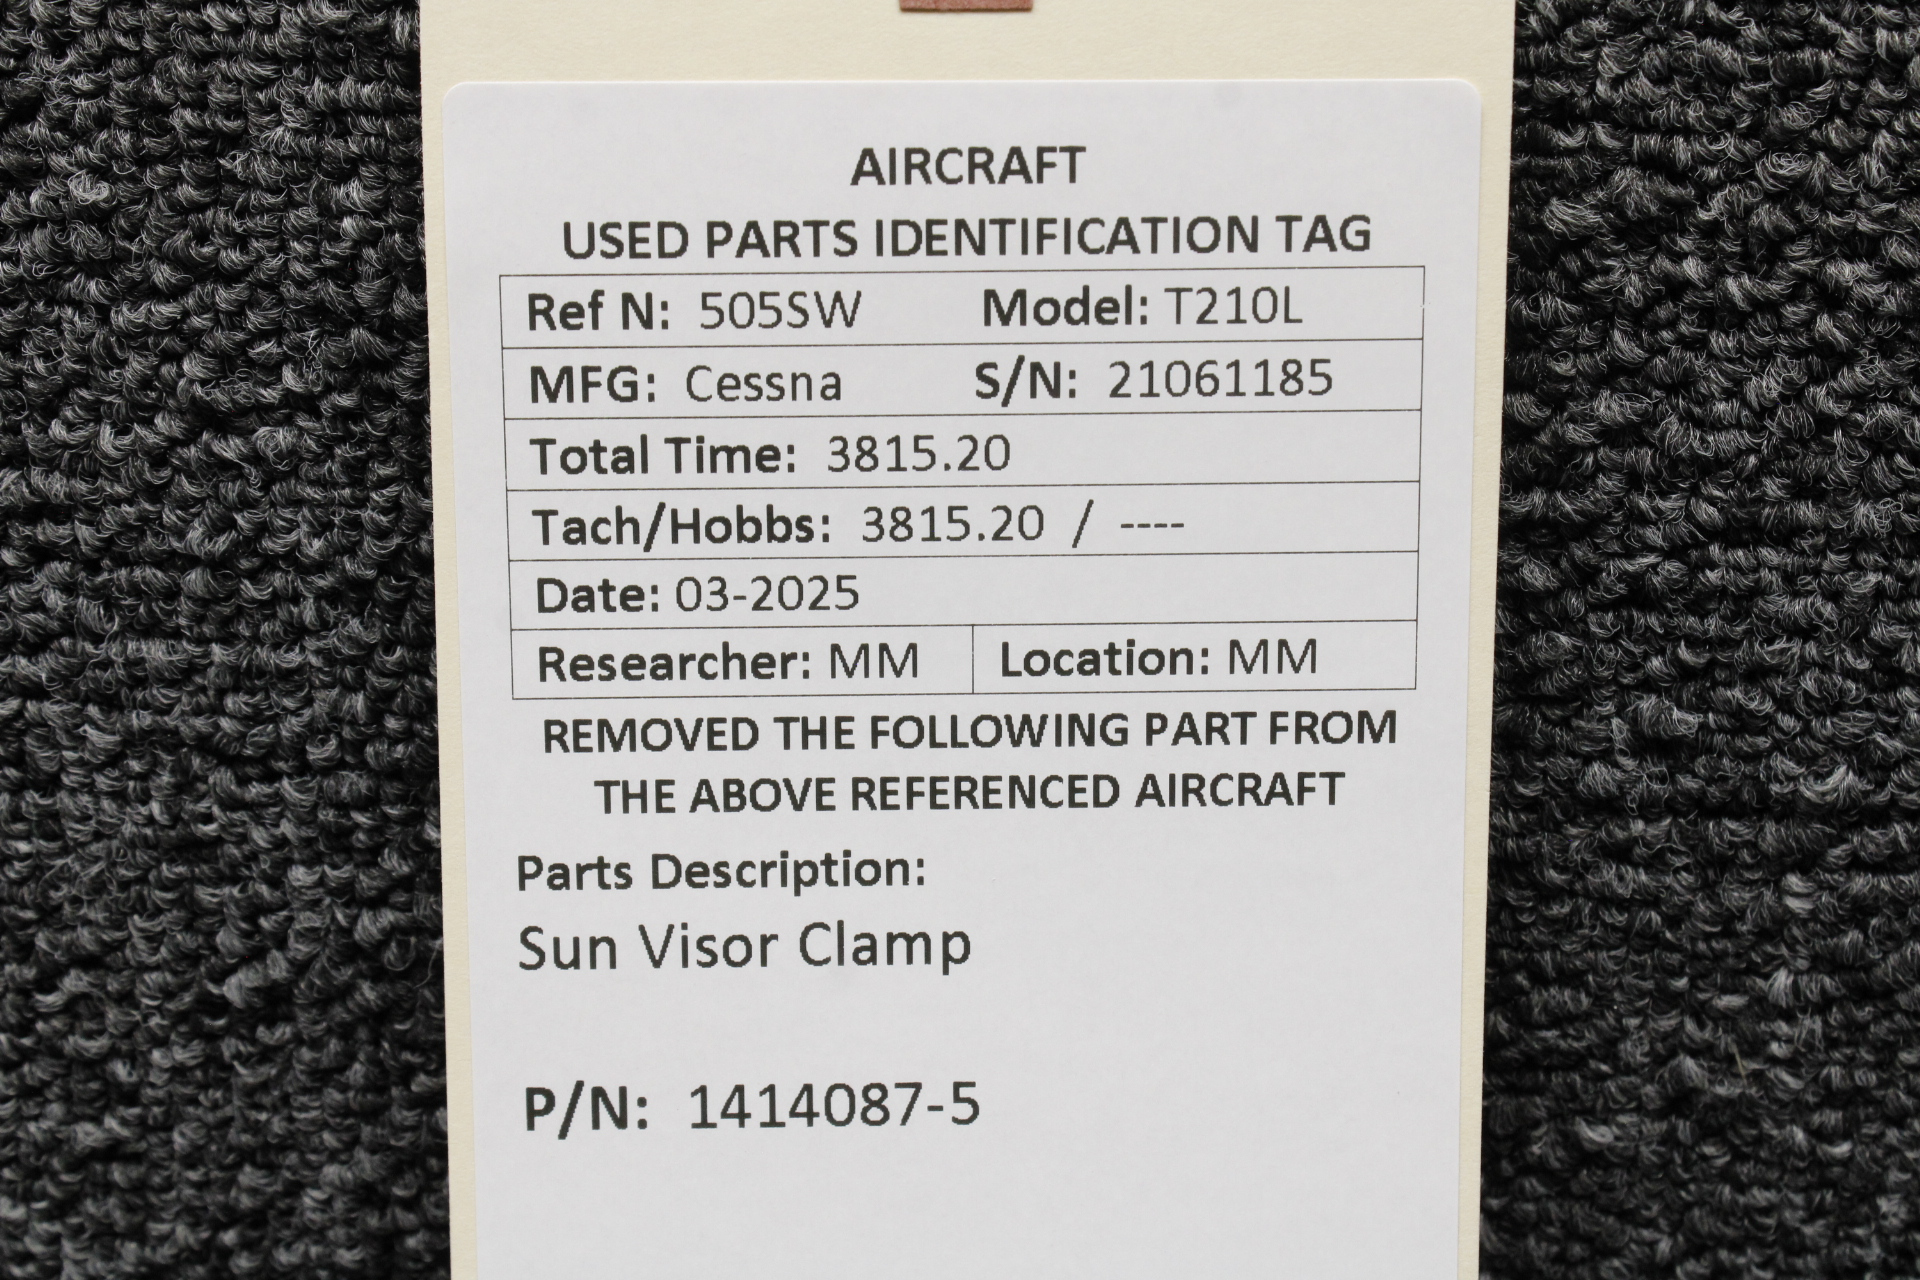 AIRCRAFT
USED PARTS IDENTIFICATION TAG
Ref N: 505SW Model: T210L
MFG: Cessna S/N: 21061185
Total Time: 3815.20
Tach/Hobbs: 3815.20 / ----
Date: 03-2025
Researcher: MM Location: MM
REMOVED THE FOLLOWING PART FROM
THE ABOVE REFERENCED AIRCRAFT
Parts Description:
Sun Visor Clamp
P/N: 1414087-5